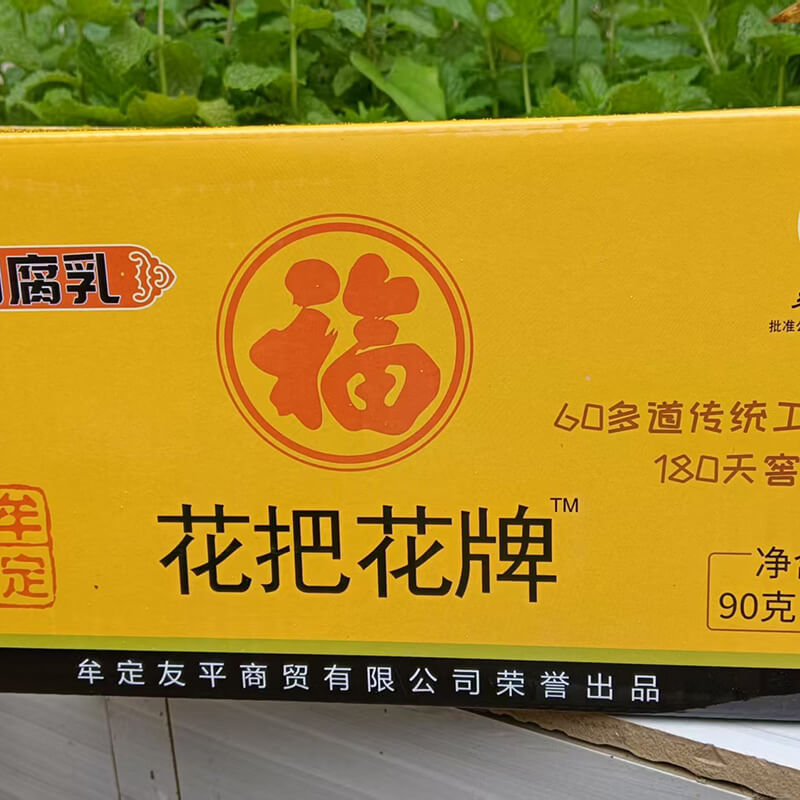 腐乳
福
60多道传统工
180天窖
牟定
花把花牌™
净含
90克
批准
牟定友平商贸有限公司荣誉出品